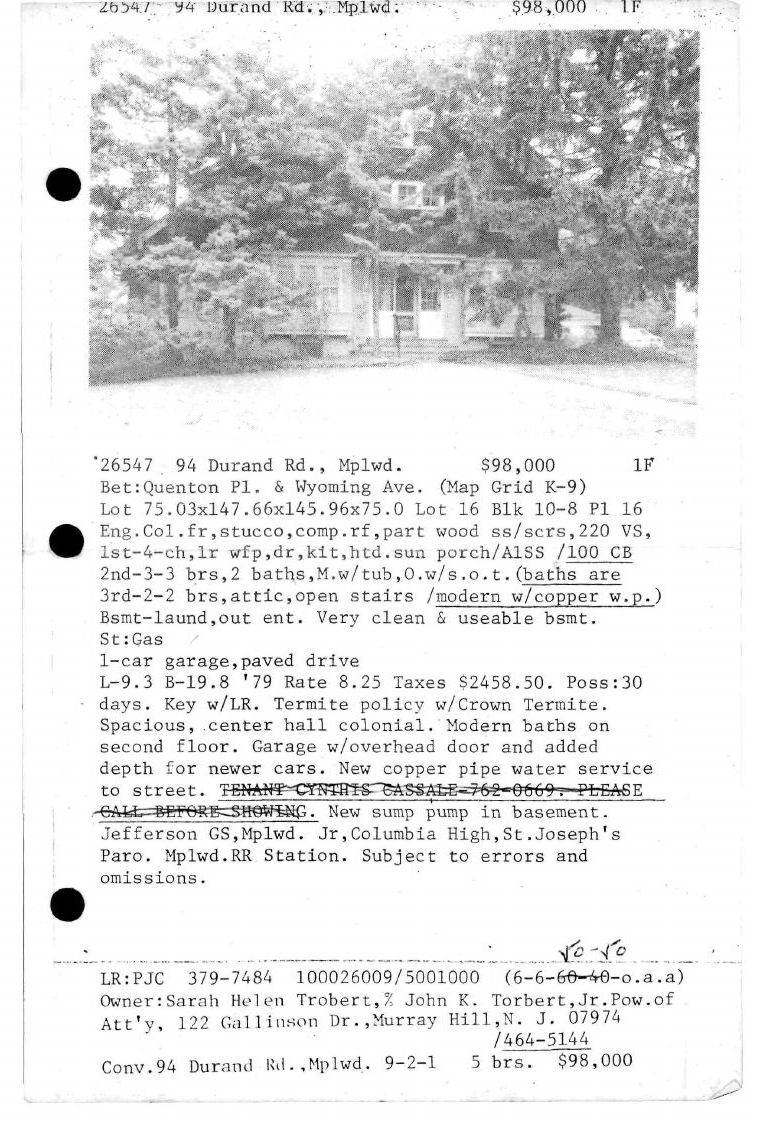 26547 94 Durand Rd., Mplwd. $98,000 1F
26547 94 Durand Rd., Mplwd. $98,000 1F
Bet:Quenton Pl. & Wyoming Ave. (Map Grid K-9)
Lot 75.03x147.66x145.96x75.0 Lot 16 Blk 10-8 Pl 16
Eng.Col.fr,stucco,comp.rf,part wood ss/scrs,220 VS,
1st-4-ch,lr wfp,dr,kit,htd.sun porch/AlSS /100 CB
2nd-3-3 brs,2 baths,M.w/tub,O.w/s.o.t.(baths are
3rd-2-2 brs,attic,open stairs /modern w/copper w.p.)
Bsmt-laund,out ent. Very clean & useable bsmt.
St:Gas
1-car garage,paved drive
L-9.3 B-19.8 '79 Rate 8.25 Taxes $2458.50. Poss:30
days. Key w/LR. Termite policy w/Crown Termite.
Spacious, center hall colonial. Modern baths on
second floor. Garage w/overhead door and added
depth for newer cars. New copper pipe water service
to street. TENANT CYNTHIS CASSALE-762-0669. PLEASE
CALL BEFORE SHOWING. New sump pump in basement.
Jefferson GS,Mplwd. Jr,Columbia High,St.Joseph's
Paro. Mplwd.RR Station. Subject to errors and
omissions.
50-50
LR:PJC 379-7484 100026009/5001000 (6-6-60-40-o.a.a)
Owner:Sarah Helen Trobert,% John K. Torbert,Jr.Pow.of
Att'y, 122 Gallinson Dr.,Murray Hill,N. J. 07974
/464-5144
Conv.94 Durand Rd.,Mplwd. 9-2-1 5 brs. $98,000